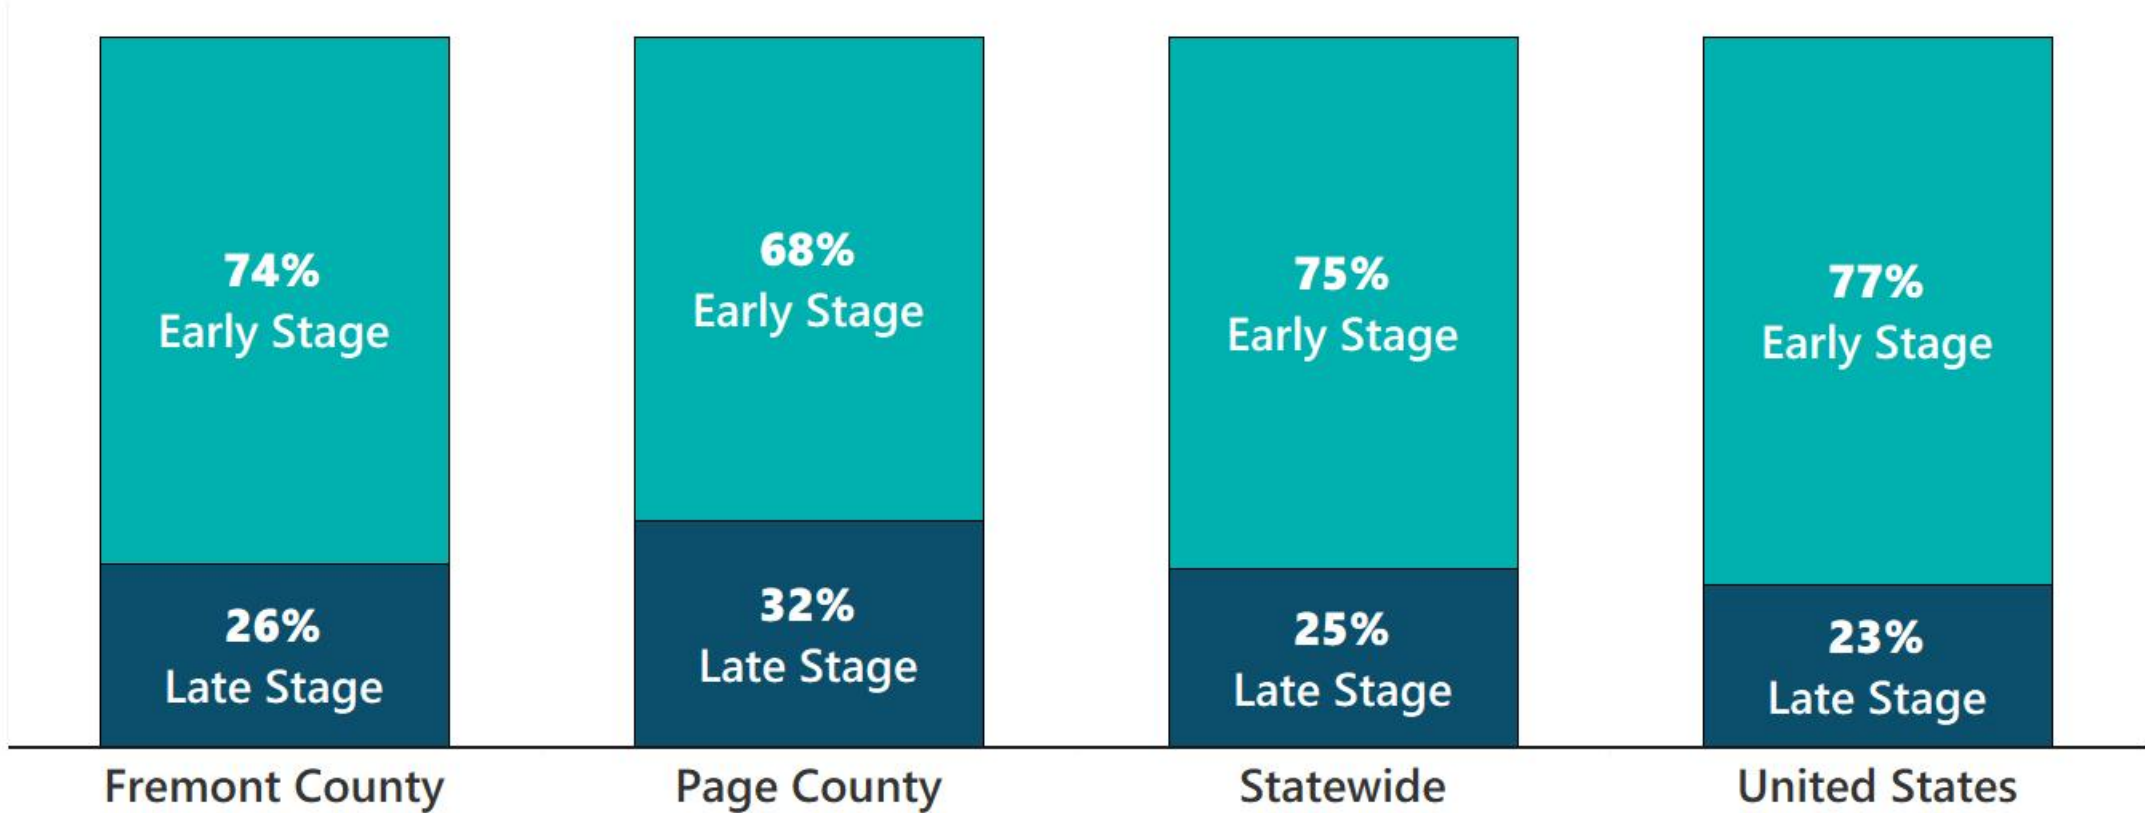 74%
Early Stage
26%
Late Stage
Fremont County
68%
Early Stage
32%
Late Stage
Page County
75%
Early Stage
25%
Late Stage
Statewide
77%
Early Stage
23%
Late Stage
United States